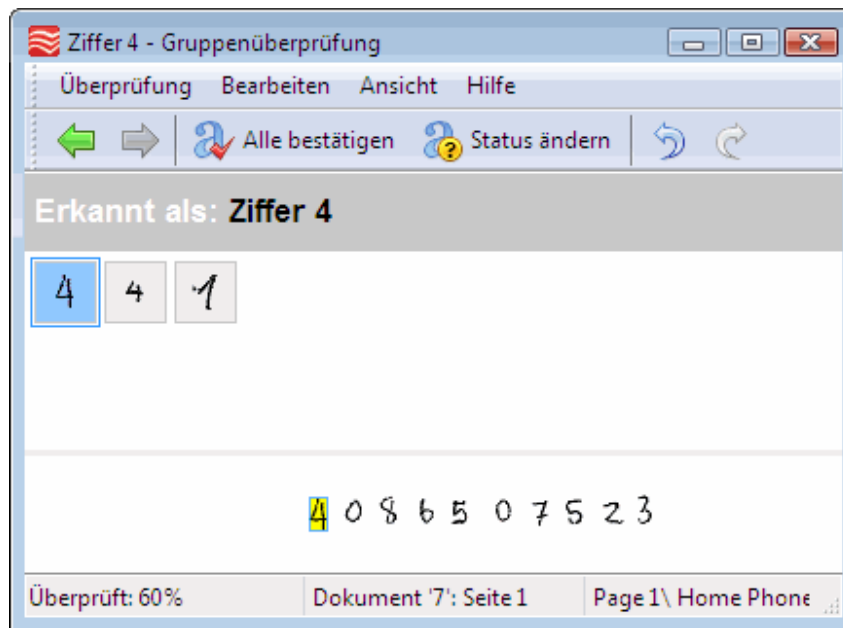 Ziffer 4 - Gruppenüberprüfung
Überprüfung Bearbeiten Ansicht Hilfe
Alle bestätigen Status ändern
Erkannt als: Ziffer 4
4 4 1
4 0 8 6 5 0 7 5 2 3
Überprüft: 60% Dokument '7': Seite 1 Page 1\ Home Phone